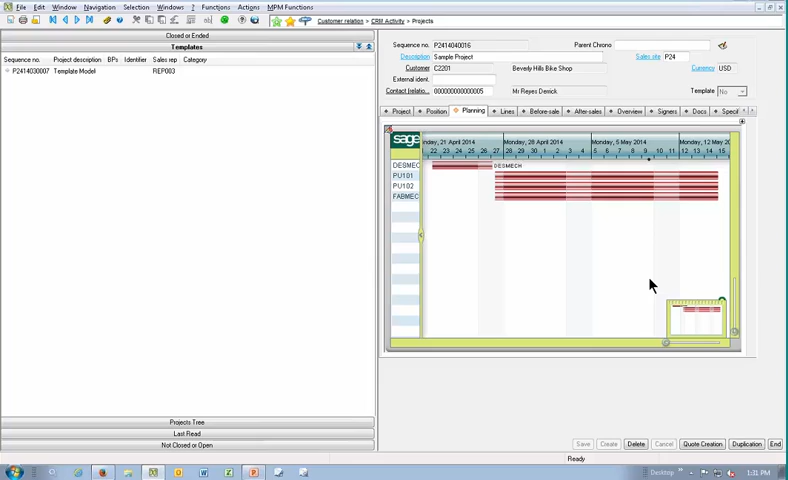 File Edit Window Navigation Selection Windows ? Functions Actions MPM Functions
Customer relation CRM Activity Projects
Closed or Ended
Templates
Sequence no. Project description BPs Identifier Sales rep Category
P2414030007 Template Model REP003
Projects Tree
Last Read
Not Closed or Open
Sequence no. P2414040016 Parent Chrono
Description Sample Project Sales site P24
Customer C2201 Beverly Hills Bike Shop Currency USD
External ident.
Contact (relatio... 000000000000005 Mr Reyes Derrick Template No
Project Position Planning Lines Before-sale After-sales Overview Signers Docs Specif
sage
nday, 21 April 2014 Monday, 28 April 2014 Monday, 5 May 2014 Monday, 12 May 20
22 23 24 25 26 27 28 29 30 1 2 3 4 5 6 7 8 9 10 11 12 13 14 15
DESMEC DESMECH
PU101
PU102
FABMEC
Save Create Delete Cancel Quote Creation Duplication End
Ready
Desktop 1:31 PM